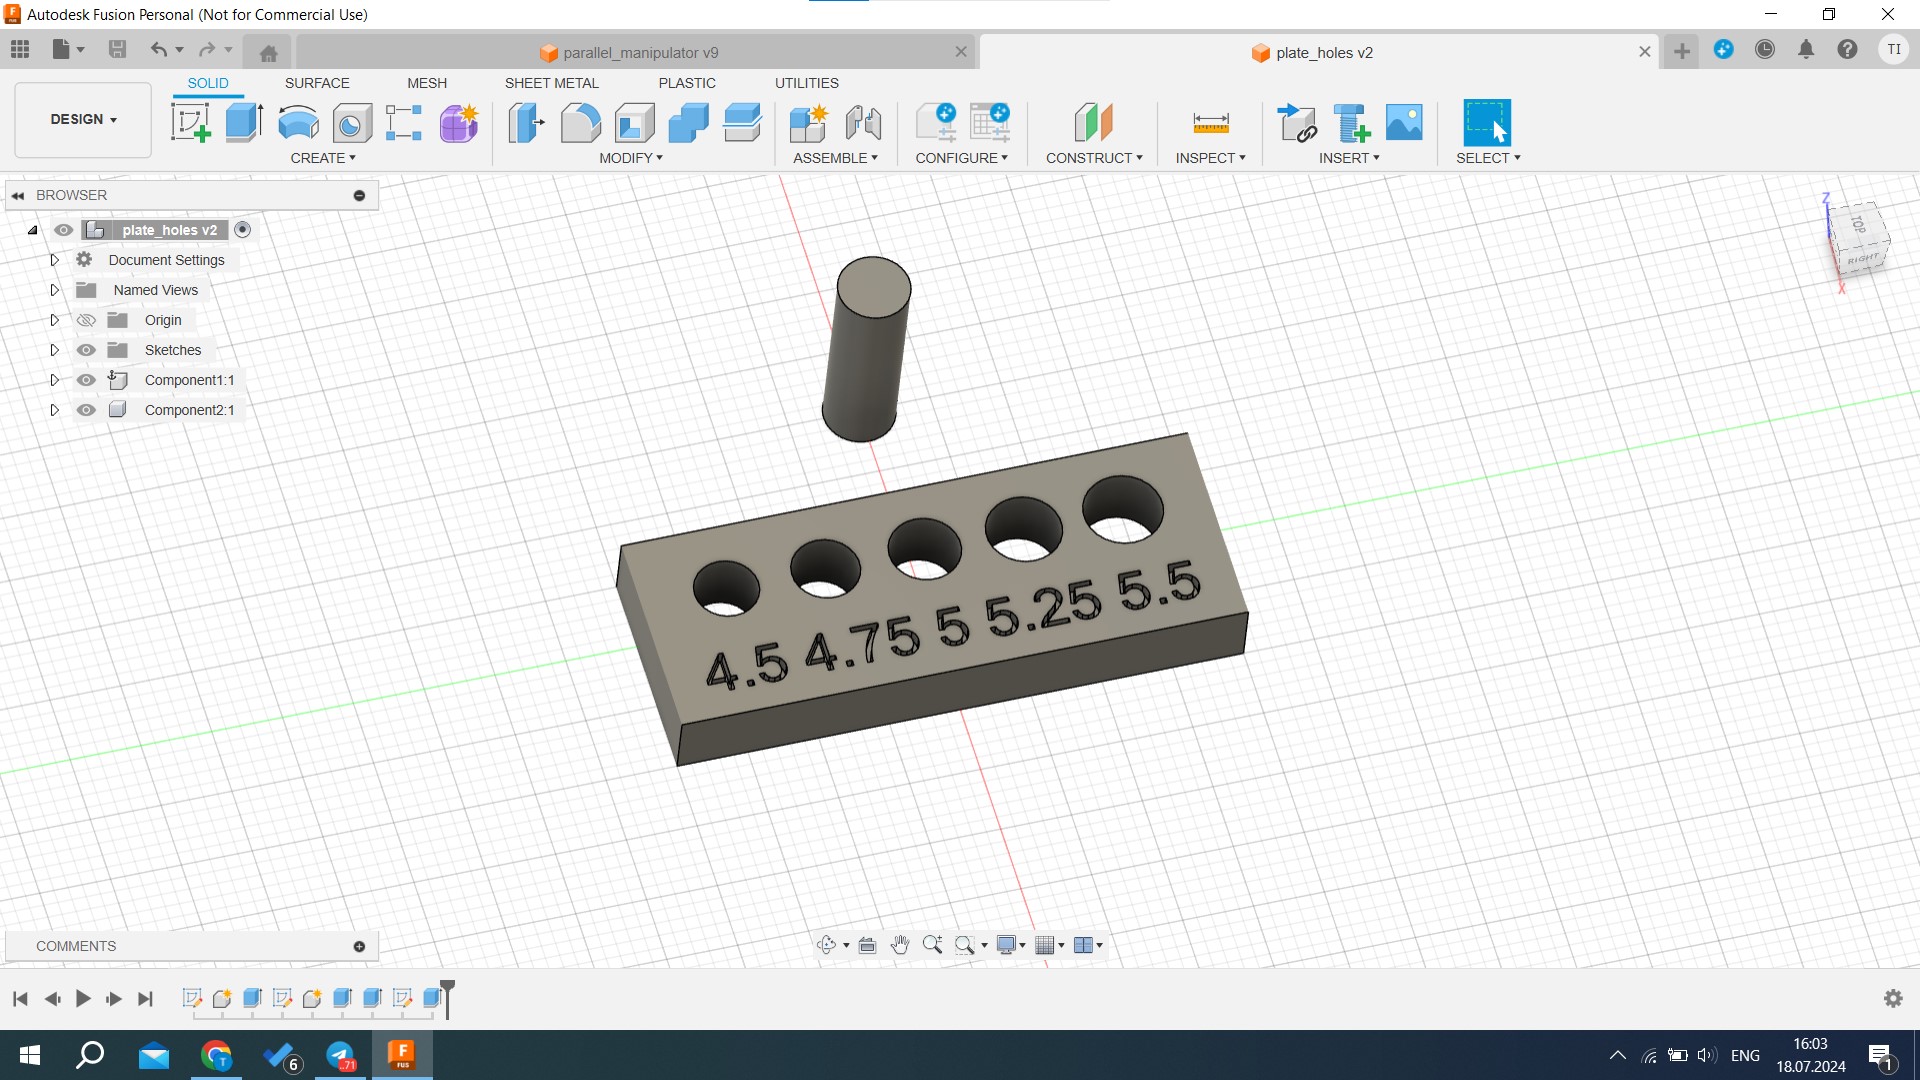 Autodesk Fusion Personal (Not for Commercial Use)
parallel_manipulator v9
plate_holes v2
TI
DESIGN
SOLID
SURFACE
MESH
SHEET METAL
PLASTIC
UTILITIES
CREATE
MODIFY
ASSEMBLE
CONFIGURE
CONSTRUCT
INSPECT
INSERT
SELECT
BROWSER
plate_holes v2
Document Settings
Named Views
Origin
Sketches
Component1:1
Component2:1
Z
TOP
RIGHT
X
4.5 4.75 5 5.25 5.5
COMMENTS
6
71
F
FUS
ENG
16:03
18.07.2024
1